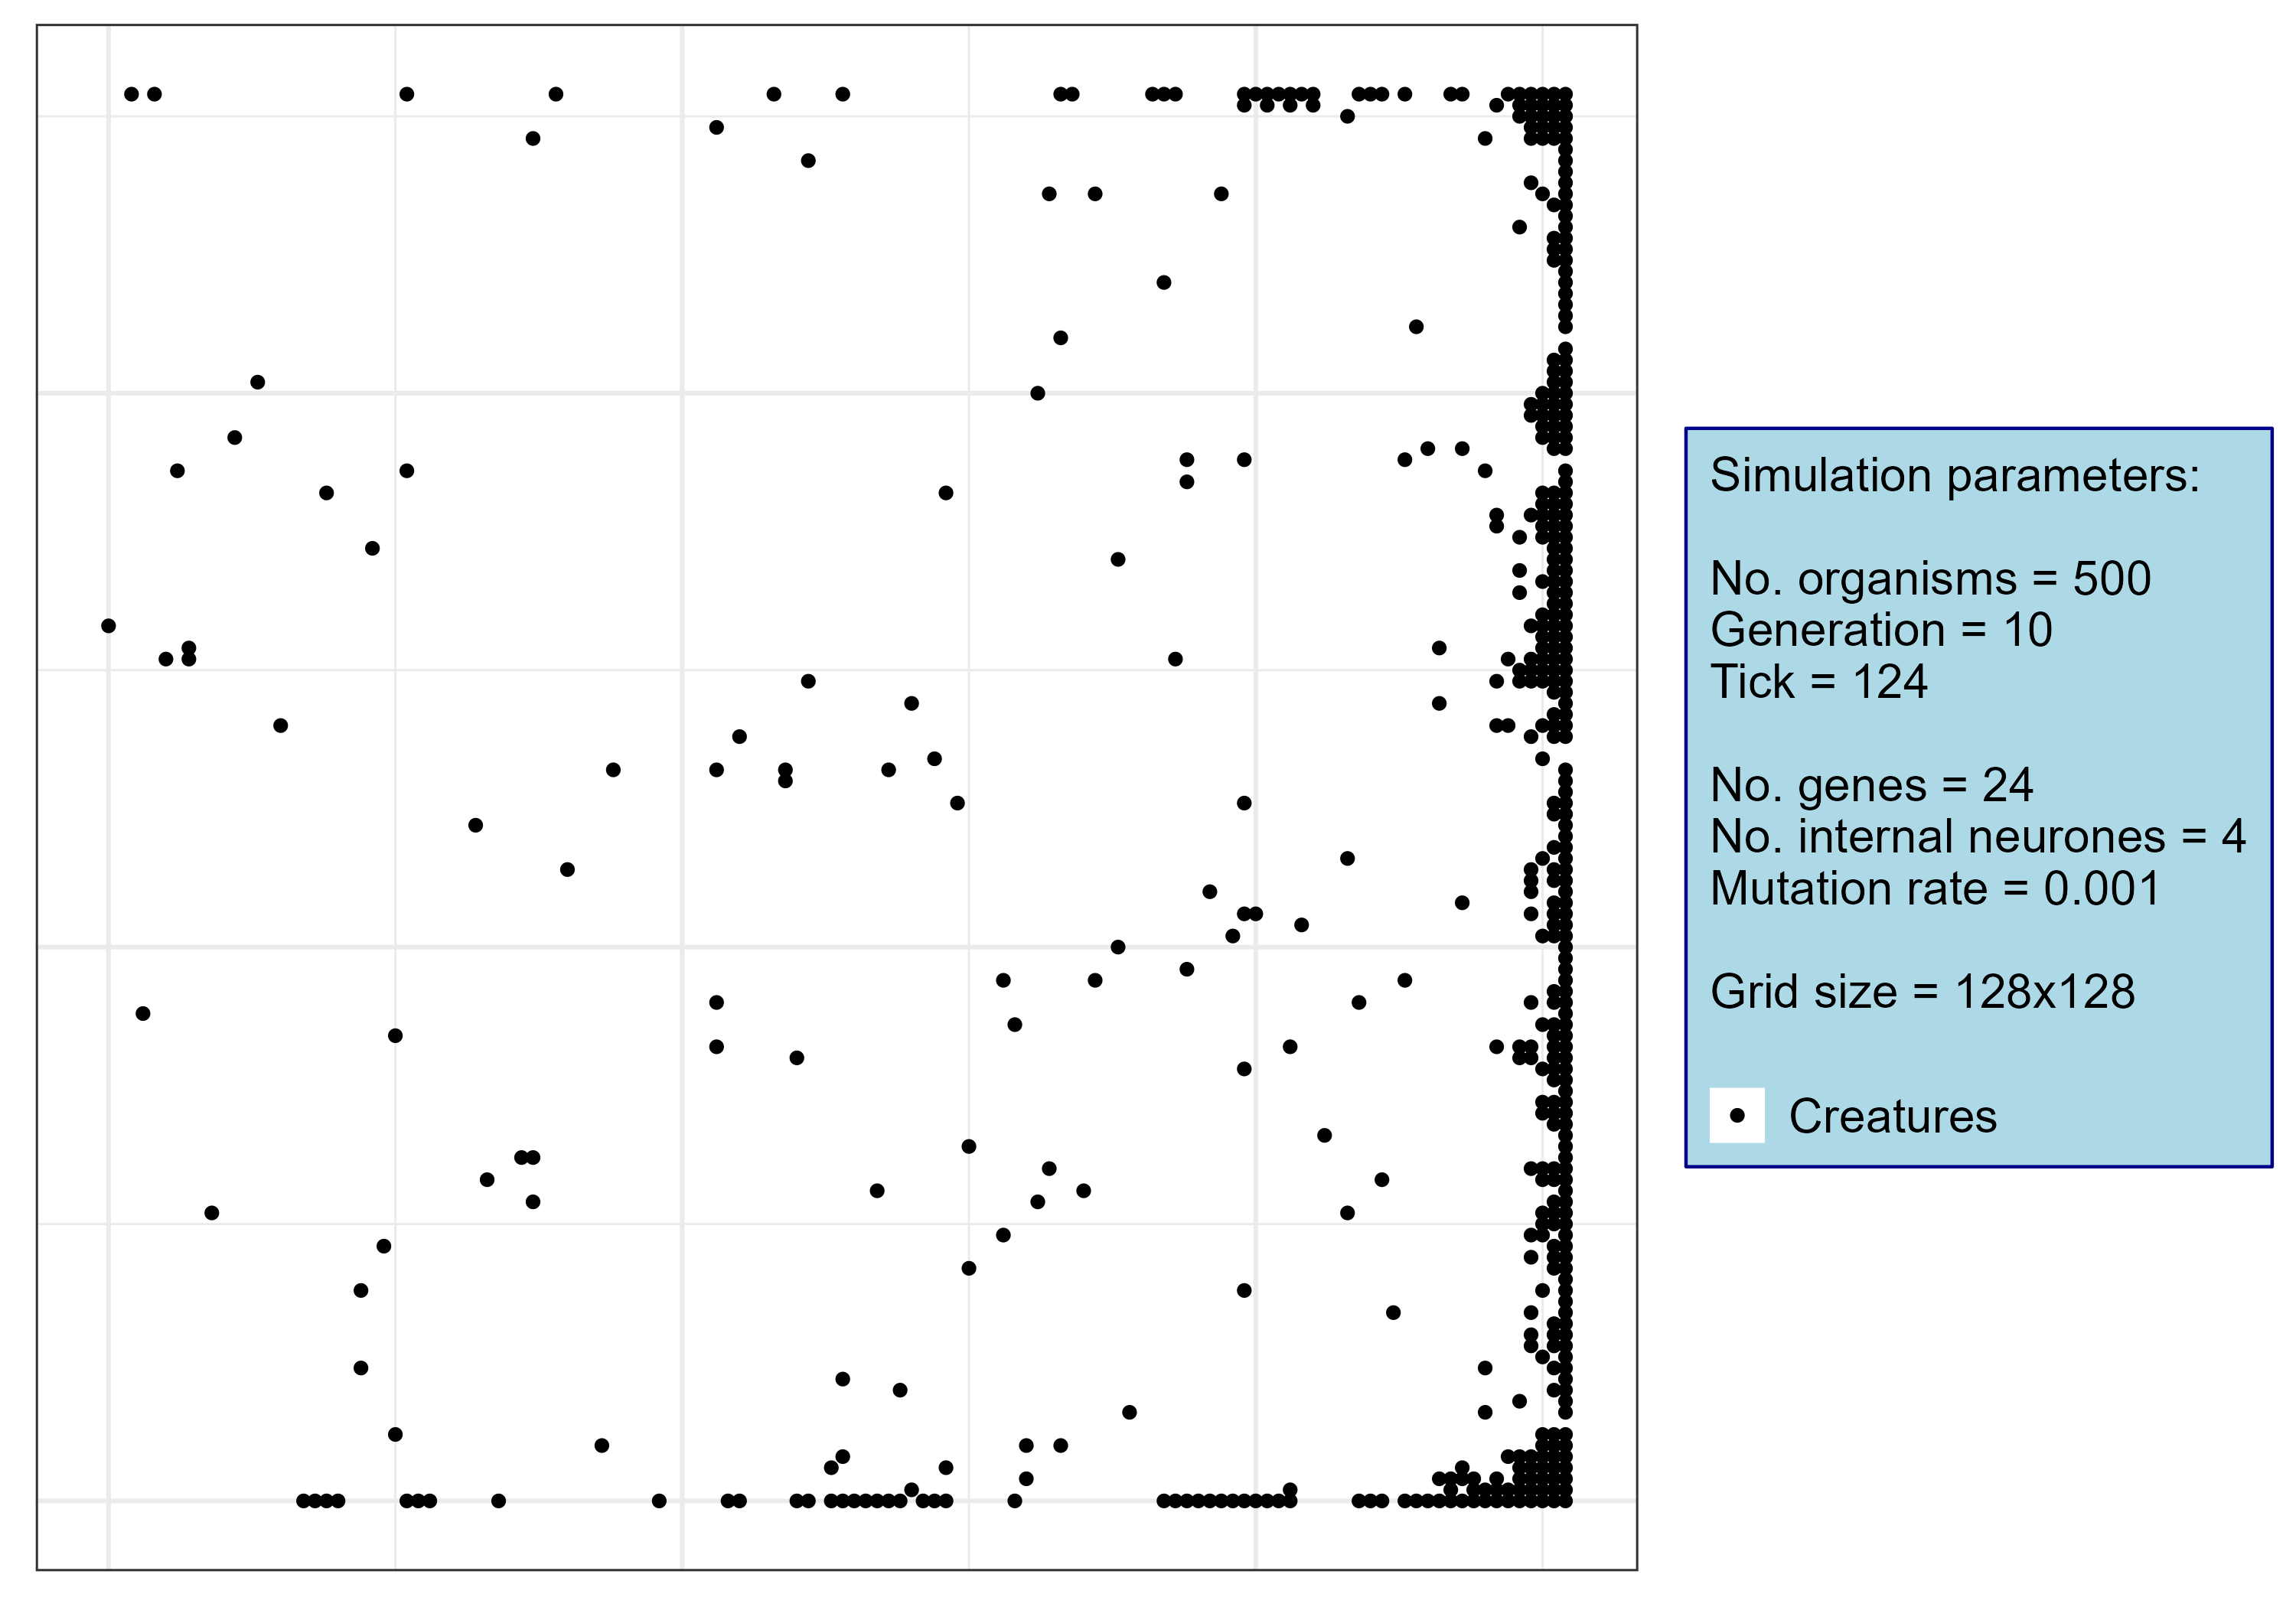 Simulation parameters:
No. organisms = 500
Generation = 10
Tick = 124
No. genes = 24
No. internal neurones = 4
Mutation rate = 0.001
Grid size = 128x128
Creatures